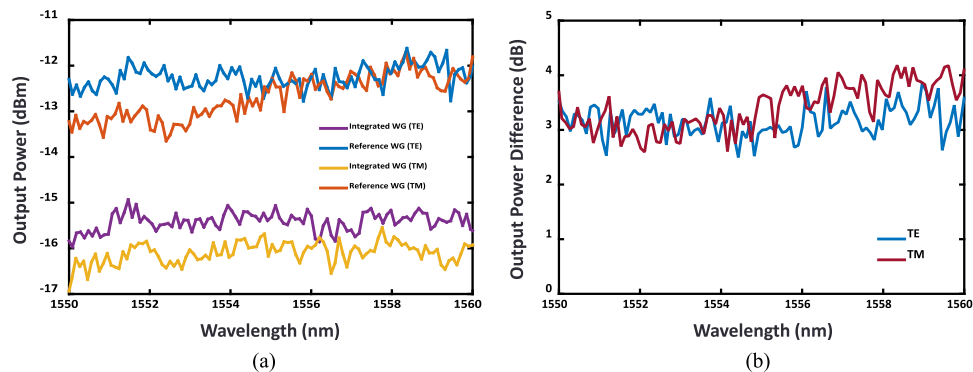 -11
-12
-13
-14
-15
-16
-17
Output Power (dBm)
Integrated WG (TE)
Reference WG (TE)
Integrated WG (TM)
Reference WG (TM)
1550
1552
1554
1556
1558
1560
Wavelength (nm)
(a)
5
4
3
2
1
0
Output Power Difference (dB)
TE
TM
1550
1552
1554
1556
1558
1560
Wavelength (nm)
(b)